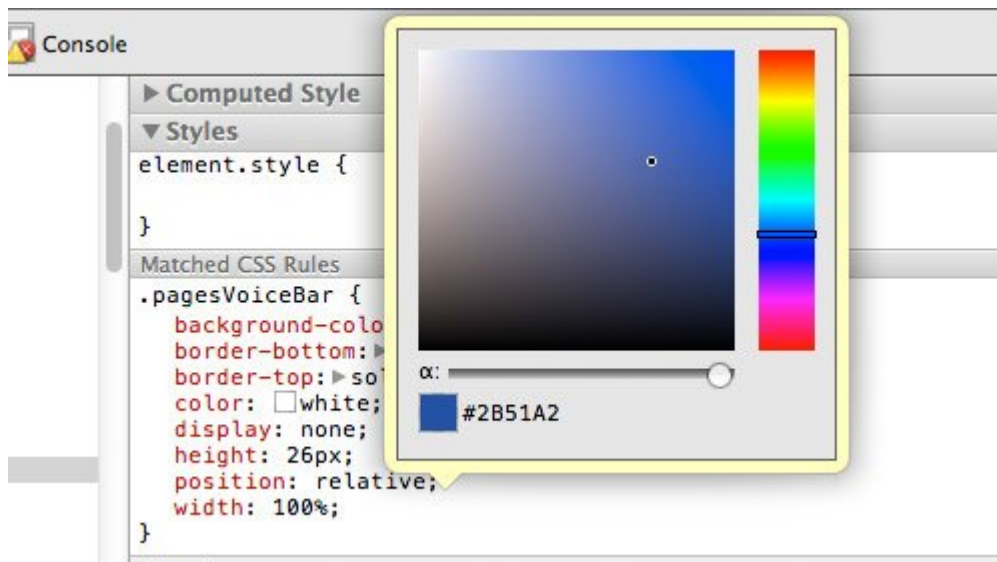 Console
▶ Computed Style
▼ Styles
element.style {
}
Matched CSS Rules
.pagesVoiceBar {
background-colo
border-bottom:▶
border-top:▶sol
color: white;
display: none;
height: 26px;
position: relative;
width: 100%;
}
α:
#2B51A2